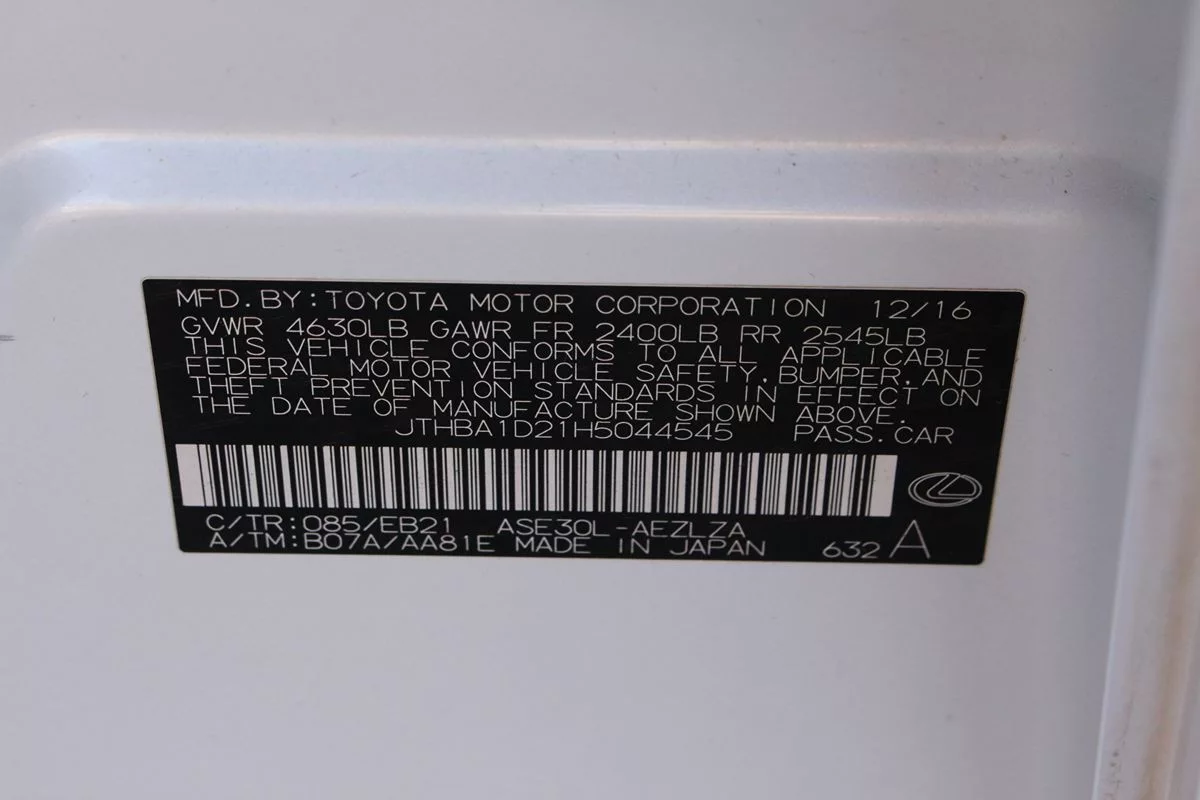 MFD. BY: TOYOTA MOTOR CORPORATION 12/16
GVWR 4630LB GAWR FR 2400LB RR 2545LB
THIS VEHICLE CONFORMS TO ALL APPLICABLE
FEDERAL MOTOR VEHICLE SAFETY, BUMPER, AND
THEFT PREVENTION STANDARDS IN EFFECT ON
THE DATE OF MANUFACTURE SHOWN ABOVE.
JTHBA1D21H5044545 PASS. CAR
C/TR: 085/EB21 ASE30L-AEZLZA
A/TM: B07A/AA81E MADE IN JAPAN 632 A